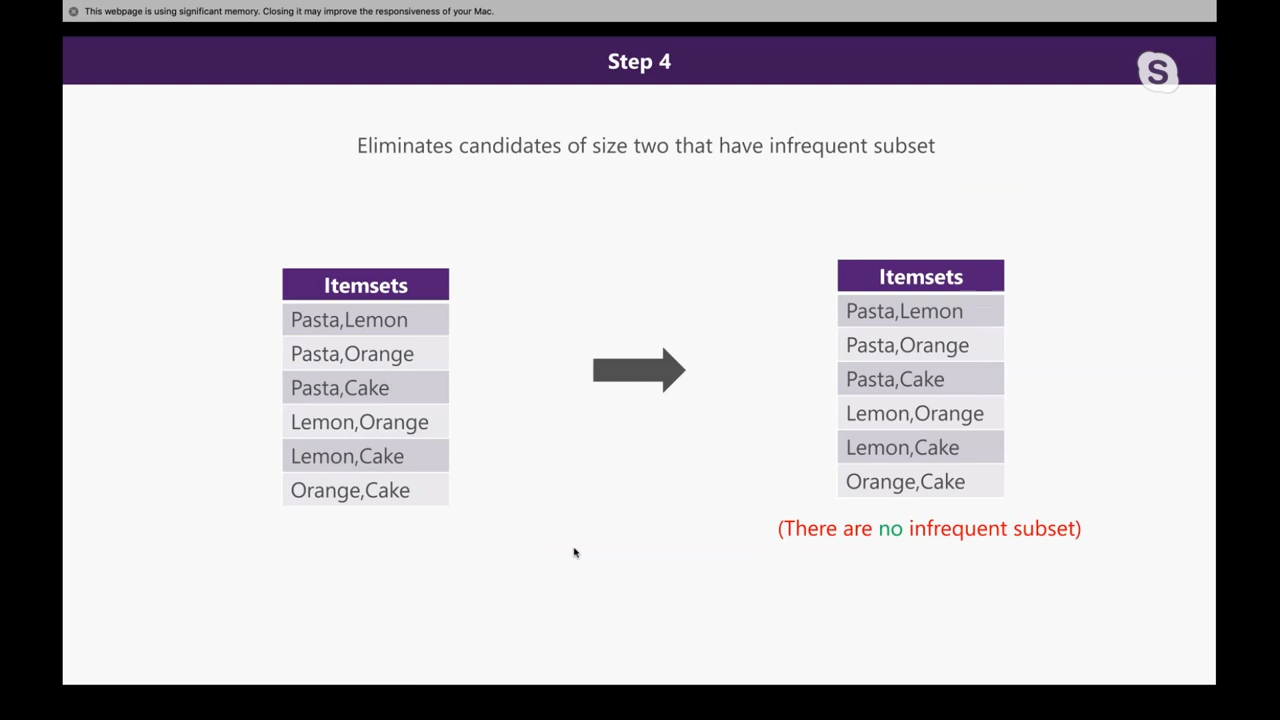 This webpage is using significant memory. Closing it may improve the responsiveness of your Mac.
Step 4
S
Eliminates candidates of size two that have infrequent subset
Itemsets
Pasta,Lemon
Pasta,Orange
Pasta,Cake
Lemon,Orange
Lemon,Cake
Orange,Cake
Itemsets
Pasta,Lemon
Pasta,Orange
Pasta,Cake
Lemon,Orange
Lemon,Cake
Orange,Cake
(There are no infrequent subset)